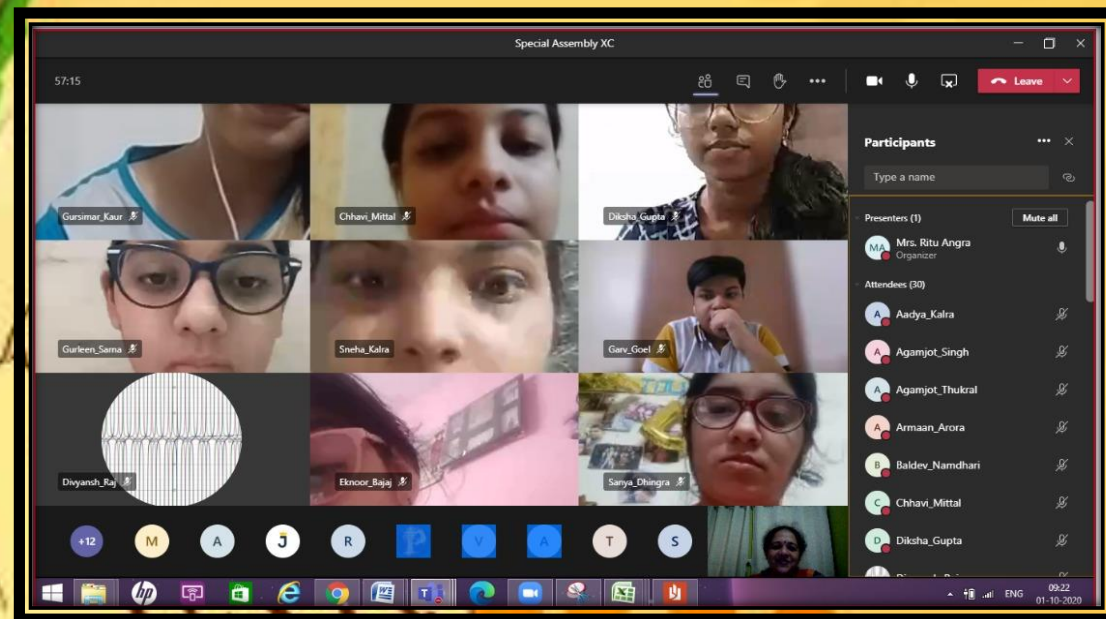 Special Assembly XC
57:15
Leave
Gursimar_Kaur
Chhavi_Mittal
Diksha_Gupta
Gurleen_Sama
Sneha_Kalra
Garv_Goel
Divyansh_Raj
Eknoor_Bajaj
Sanya_Dhingra
+12
M
A
J
R
P
V
A
T
S
Participants
Type a name
Presenters (1)
Mute all
MA
Mrs. Ritu Angra
Organizer
Attendees (30)
A
Aadya_Kalra
A
Agamjot_Singh
A
Agamjot_Thukral
A
Armaan_Arora
B
Baldev_Namdhari
C
Chhavi_Mittal
D
Diksha_Gupta
hp
ENG
09:22
01-10-2020